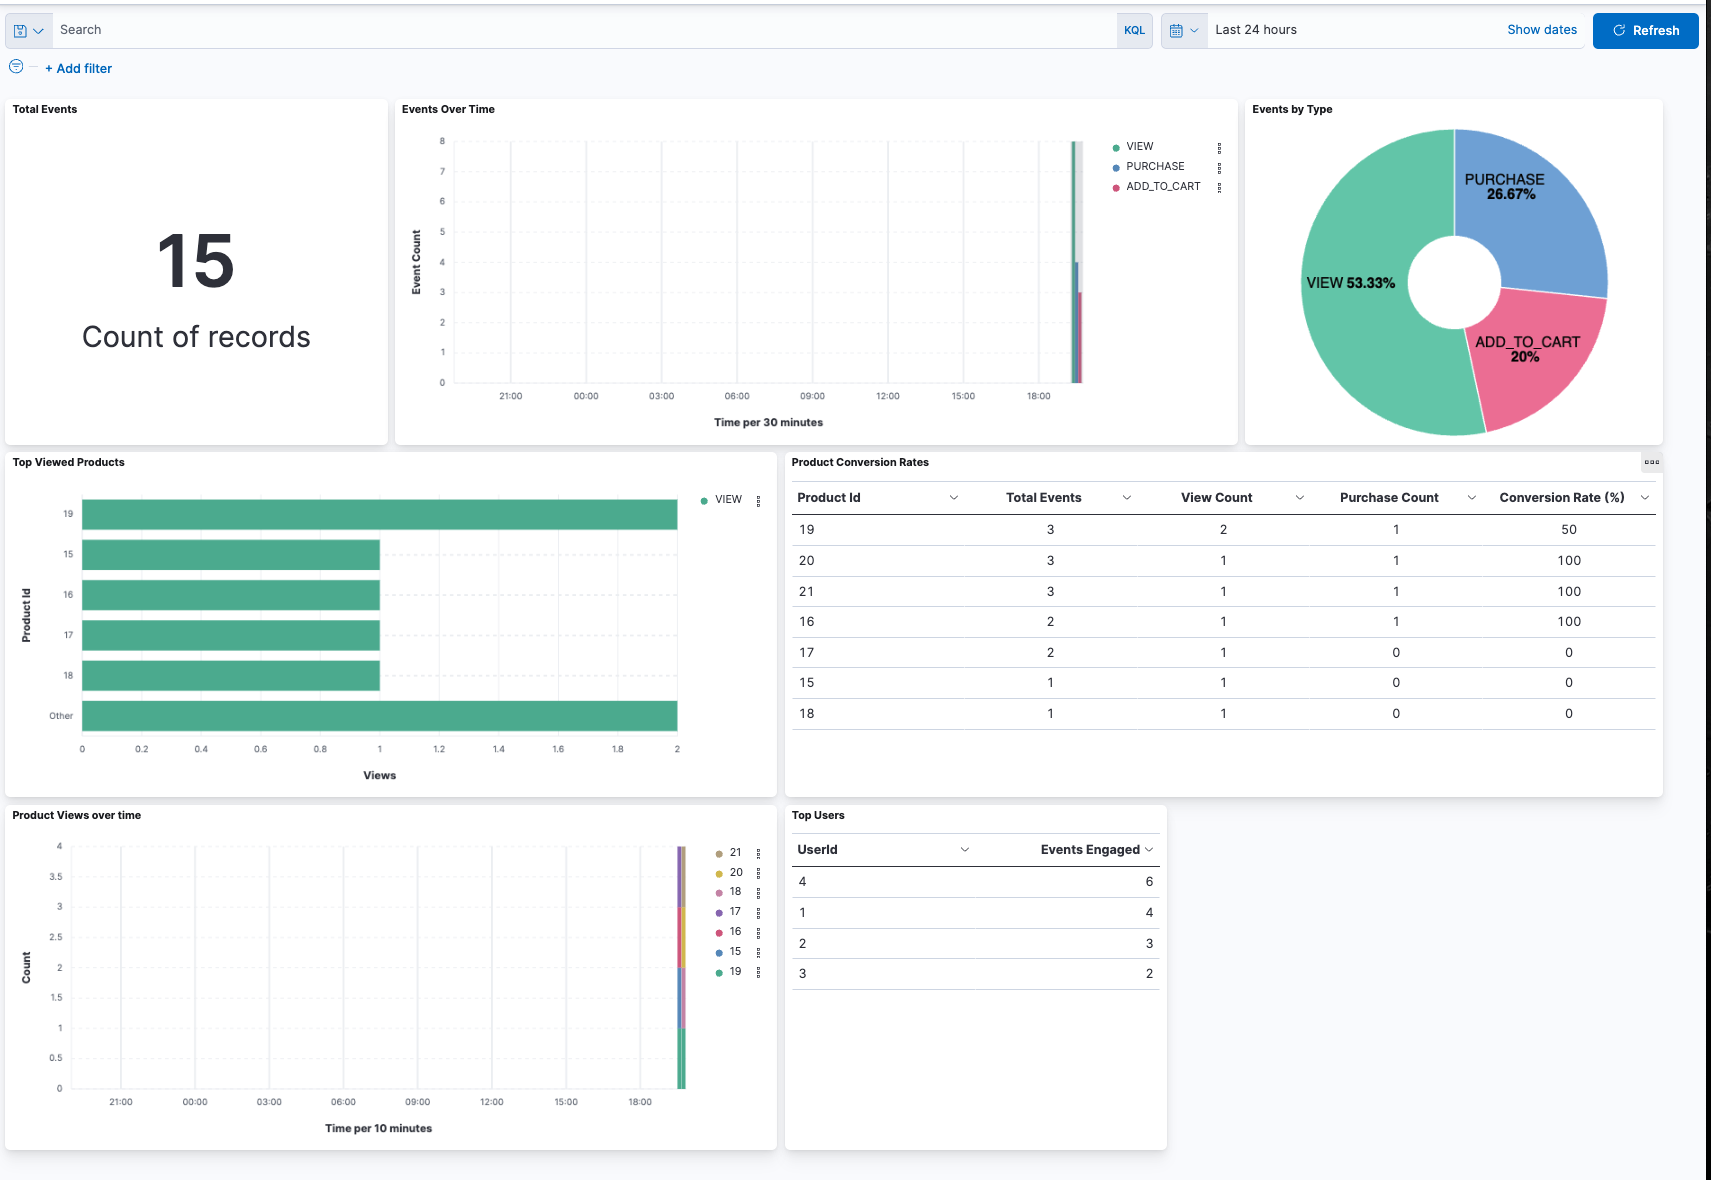 Search
KQL
Last 24 hours
Show dates
Refresh
+ Add filter
Total Events
15
Count of records
Events Over Time
Event Count
8
7
6
5
4
3
2
1
0
21:00 00:00 03:00 06:00 09:00 12:00 15:00 18:00
Time per 30 minutes
VIEW
PURCHASE
ADD_TO_CART
Events by Type
PURCHASE
26.67%
VIEW 53.33%
ADD_TO_CART
20%
Top Viewed Products
Product Id
19
15
16
17
18
Other
0 0.2 0.4 0.6 0.8 1 1.2 1.4 1.6 1.8 2
Views
VIEW
Product Conversion Rates
Product Id Total Events View Count Purchase Count Conversion Rate (%)
19 3 2 1 50
20 3 1 1 100
21 3 1 1 100
16 2 1 1 100
17 2 1 0 0
15 1 1 0 0
18 1 1 0 0
Product Views over time
Count
4
3.5
3
2.5
2
1.5
1
0.5
0
21:00 00:00 03:00 06:00 09:00 12:00 15:00 18:00
Time per 10 minutes
21
20
18
17
16
15
19
Top Users
UserId Events Engaged
4 6
1 4
2 3
3 2